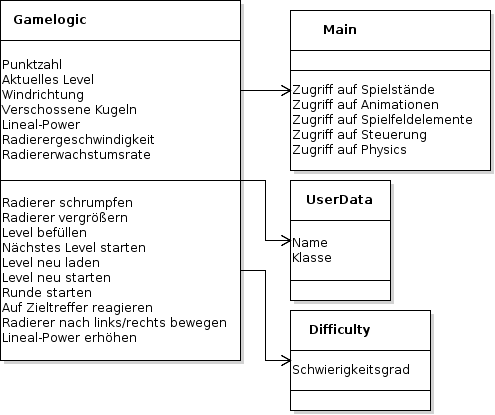 Gamelogic
Punktzahl
Aktuelles Level
Windrichtung
Verschossene Kugeln
Lineal-Power
Radierergeschwindigkeit
Radiererwachstumsrate
Radierer schrumpfen
Radierer vergrößern
Level befüllen
Nächstes Level starten
Level neu laden
Level neu starten
Runde starten
Auf Zieltreffer reagieren
Radierer nach links/rechts bewegen
Lineal-Power erhöhen
Main
Zugriff auf Spielstände
Zugriff auf Animationen
Zugriff auf Spielfeldelemente
Zugriff auf Steuerung
Zugriff auf Physics
UserData
Name
Klasse
Difficulty
Schwierigkeitsgrad